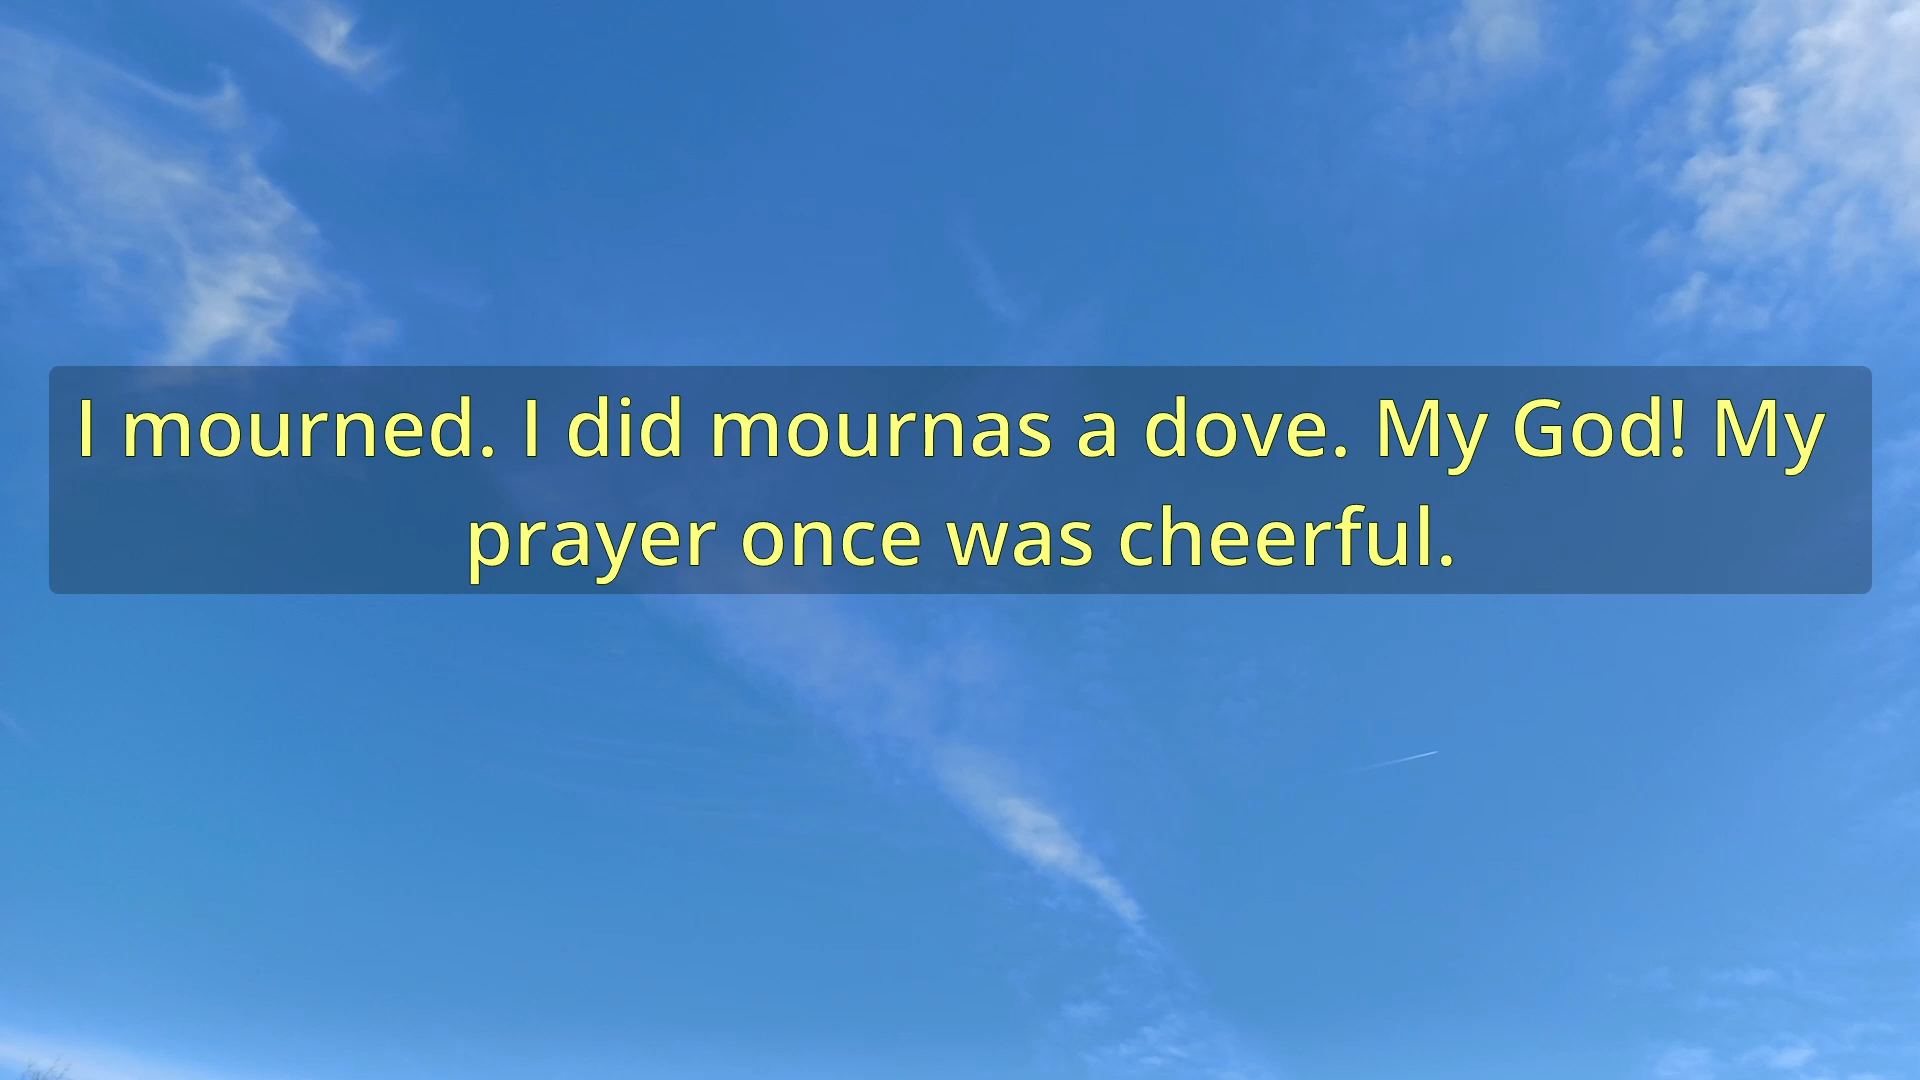 I mourned. I did mournas a dove. My God! My
prayer once was cheerful.